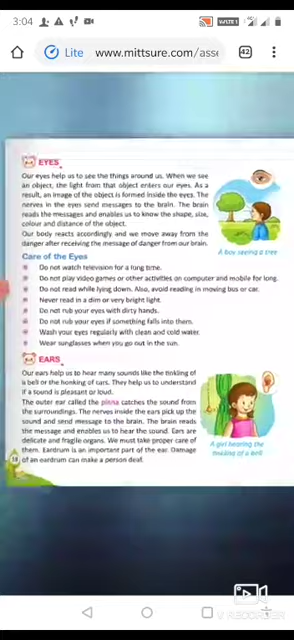 3:04
Lite www.mittsure.com/asse 42
EYES
Our eyes help us to see the things around us. When we see
an object, the light from that object enters our eyes. As a
result, an image of the object is formed inside the eyes. The
nerves in the eyes send messages to the brain. The brain
reads the messages and enables us to know the shape, size,
colour and distance of the object.
Our body reacts accordingly and we move away from the
danger after receiving the message of danger from our brain.
A boy seeing a tree
Care of the Eyes
Do not watch television for a long time.
Do not play video games or other activities on computer and mobile for long.
Do not read while lying down. Also, avoid reading in moving bus or car.
Never read in a dim or very bright light.
Do not rub your eyes with dirty hands.
Do not rub your eyes if something falls into them.
Wash your eyes regularly with clean and cold water.
Wear sunglasses when you go out in the sun.
EARS
Our ears help us to hear many sounds like the tinkling of
a bell or the honking of cars. They help us to understand
if a sound is pleasant or loud.
The outer ear called the pinna catches the sound from
the surroundings. The nerves inside the ears pick up the
sound and send message to the brain. The brain reads
the message and enables us to hear the sound. Ears are
delicate and fragile organs. We must take proper care of
them. Eardrum is an important part of the ear. Damage
of an eardrum can make a person deaf.
A girl hearing the
tinkling of a bell
RECORDER